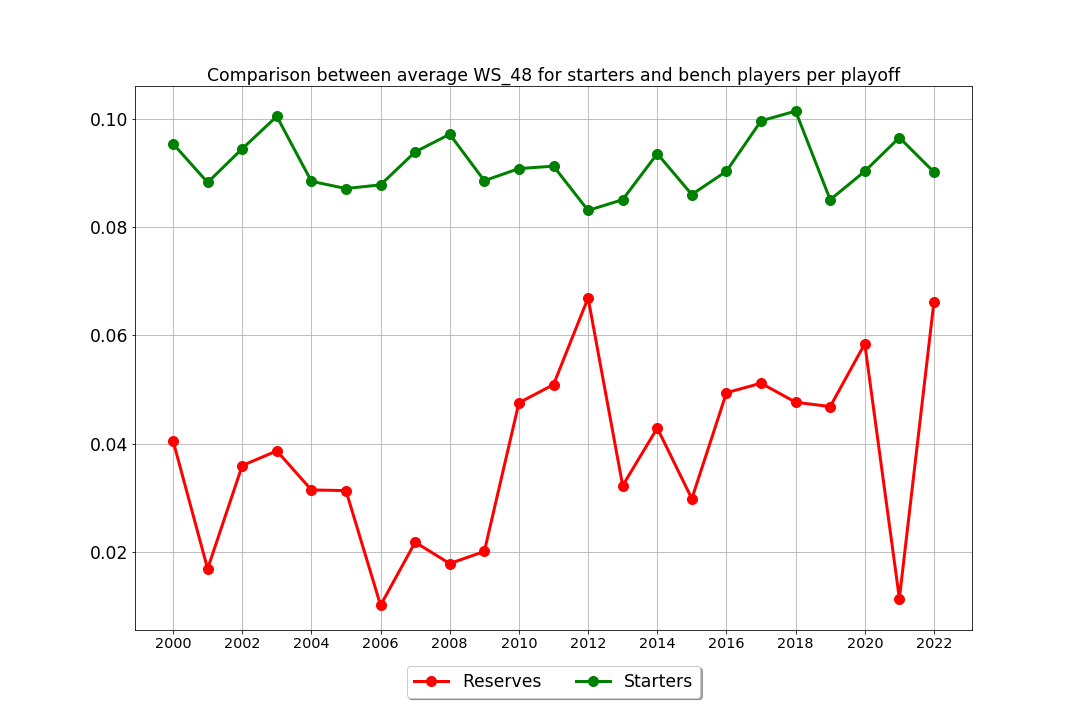 Comparison between average WS_48 for starters and bench players per playoff
0.10
0.08
0.06
0.04
0.02
2000 2002 2004 2006 2008 2010 2012 2014 2016 2018 2020 2022
Reserves Starters